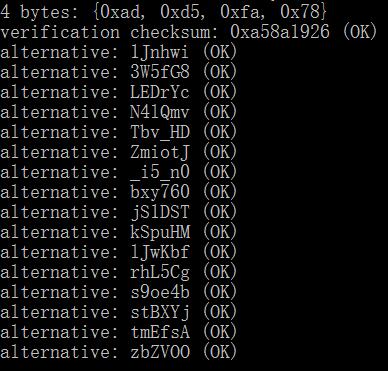 4 bytes: {0xad, 0xd5, 0xfa, 0x78}
verification checksum: 0xa58a1926 (OK)
alternative: 1Jnhwi (OK)
alternative: 3W5fG8 (OK)
alternative: LEDrYc (OK)
alternative: N4lQmv (OK)
alternative: Tbv_HD (OK)
alternative: ZmiotJ (OK)
alternative: _i5_n0 (OK)
alternative: bxy760 (OK)
alternative: jSlDST (OK)
alternative: kSpuHM (OK)
alternative: lJwKbf (OK)
alternative: rhL5Cg (OK)
alternative: s9oe4b (OK)
alternative: stBXYj (OK)
alternative: tmEfsA (OK)
alternative: zbZVOO (OK)